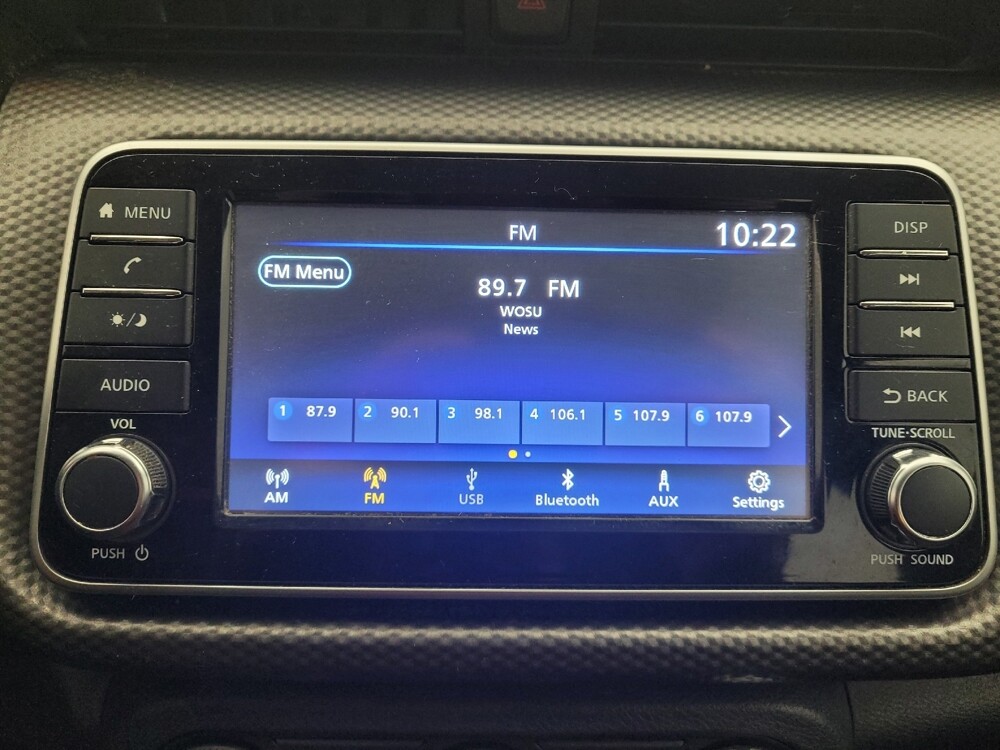 MENU
AUDIO
VOL
PUSH
FM 10:22
FM Menu
89.7 FM
WOSU
News
1 87.9 2 90.1 3 98.1 4 106.1 5 107.9 6 107.9
AM FM USB Bluetooth AUX Settings
DISP
BACK
TUNE·SCROLL
PUSH SOUND